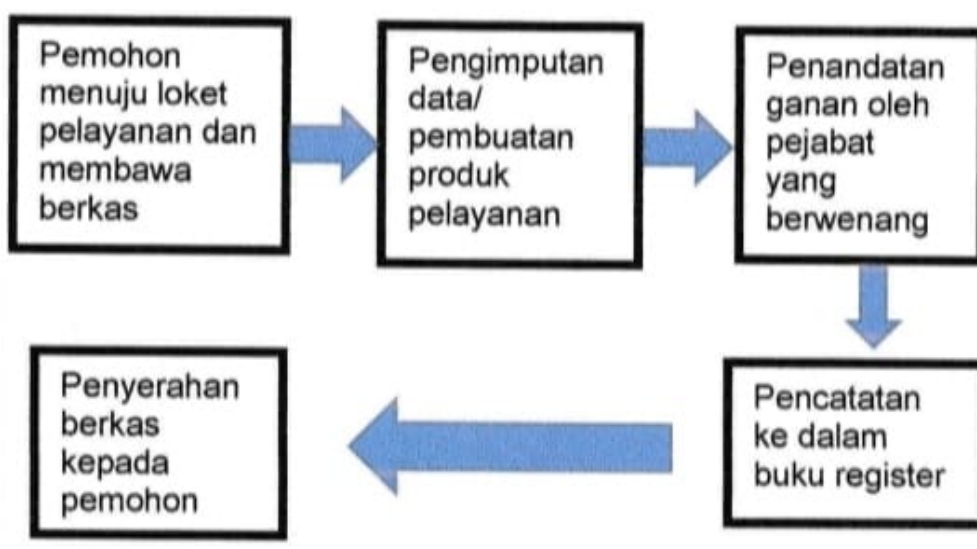 Pemohon
menuju loket
pelayanan dan
membawa
berkas
Pengimputan
data/
pembuatan
produk
pelayanan
Penandatan
ganan oleh
pejabat
yang
berwenang
Pencatatan
ke dalam
buku register
Penyerahan
berkas
kepada
pemohon